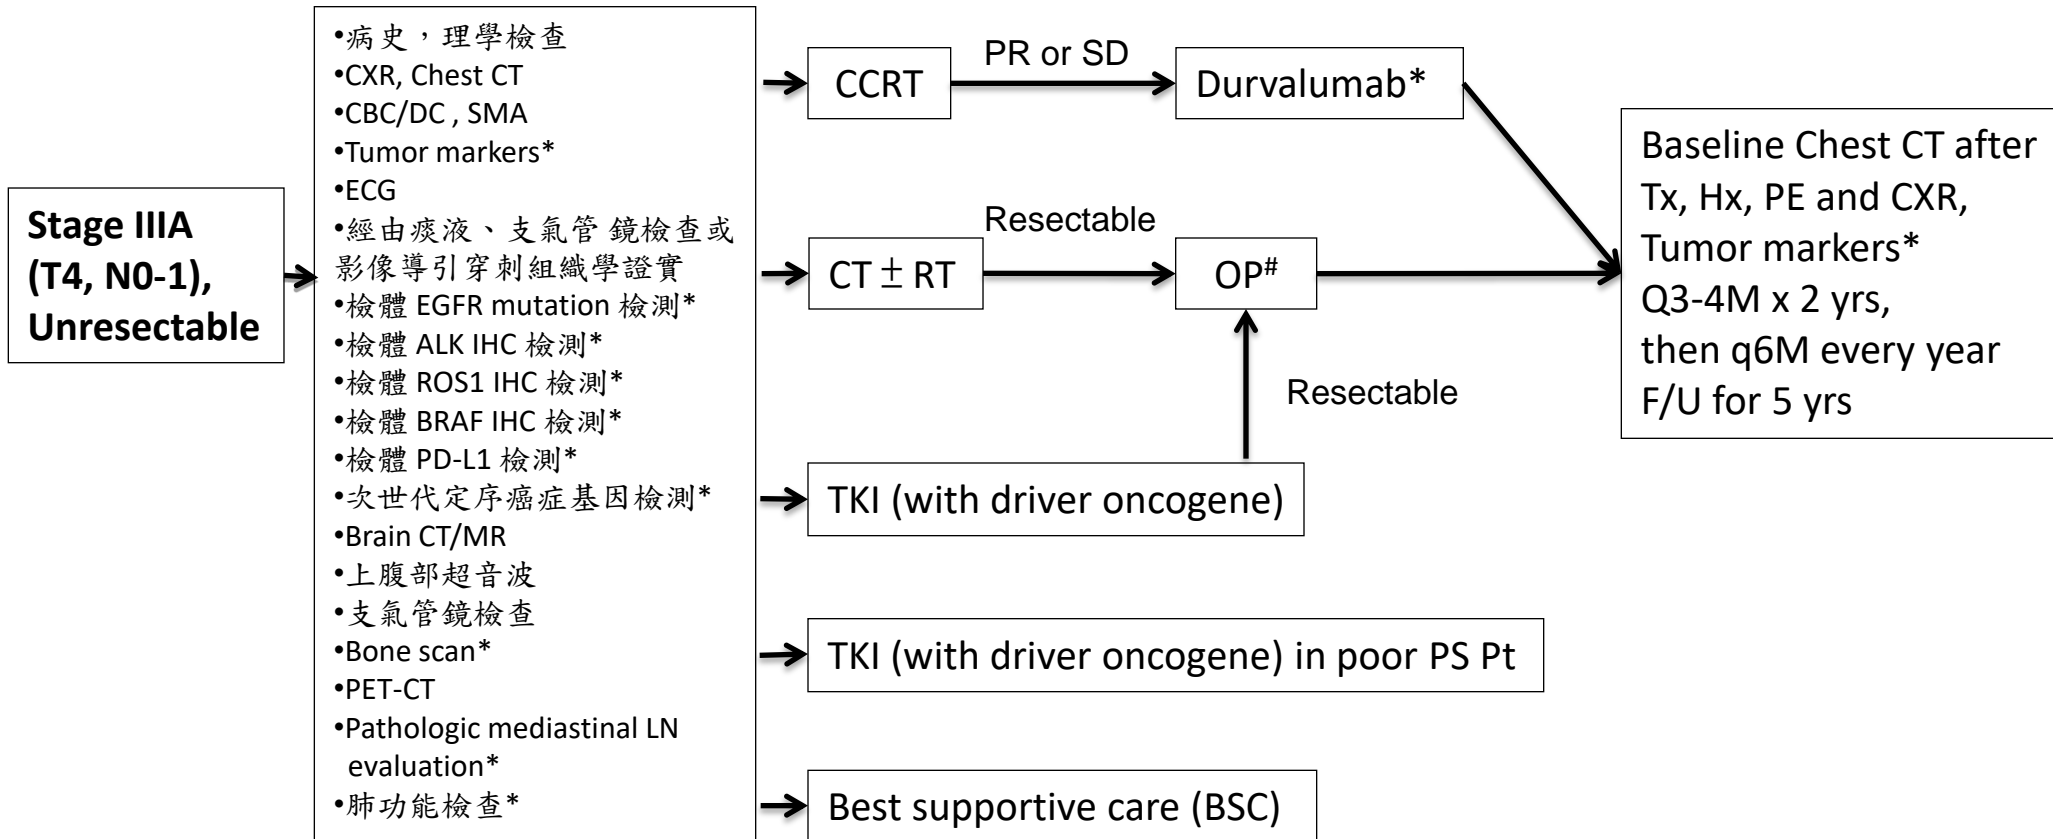 Stage IIIA
(T4, N0-1),
Unresectable
•病史，理學檢查
•CXR, Chest CT
•CBC/DC , SMA
•Tumor markers*
•ECG
•經由痰液、支氣管 鏡檢查或
影像導引穿刺組織學證實
•檢體 EGFR mutation 檢測*
•檢體 ALK IHC 檢測*
•檢體 ROS1 IHC 檢測*
•檢體 BRAF IHC 檢測*
•檢體 PD-L1 檢測*
•次世代定序癌症基因檢測*
•Brain CT/MR
•上腹部超音波
•支氣管鏡檢查
•Bone scan*
•PET-CT
•Pathologic mediastinal LN
evaluation*
•肺功能檢查*
CCRT
PR or SD
Durvalumab*
CT ± RT
Resectable
OP#
Resectable
TKI (with driver oncogene)
TKI (with driver oncogene) in poor PS Pt
Best supportive care (BSC)
Baseline Chest CT after
Tx, Hx, PE and CXR,
Tumor markers*
Q3-4M x 2 yrs,
then q6M every year
F/U for 5 yrs